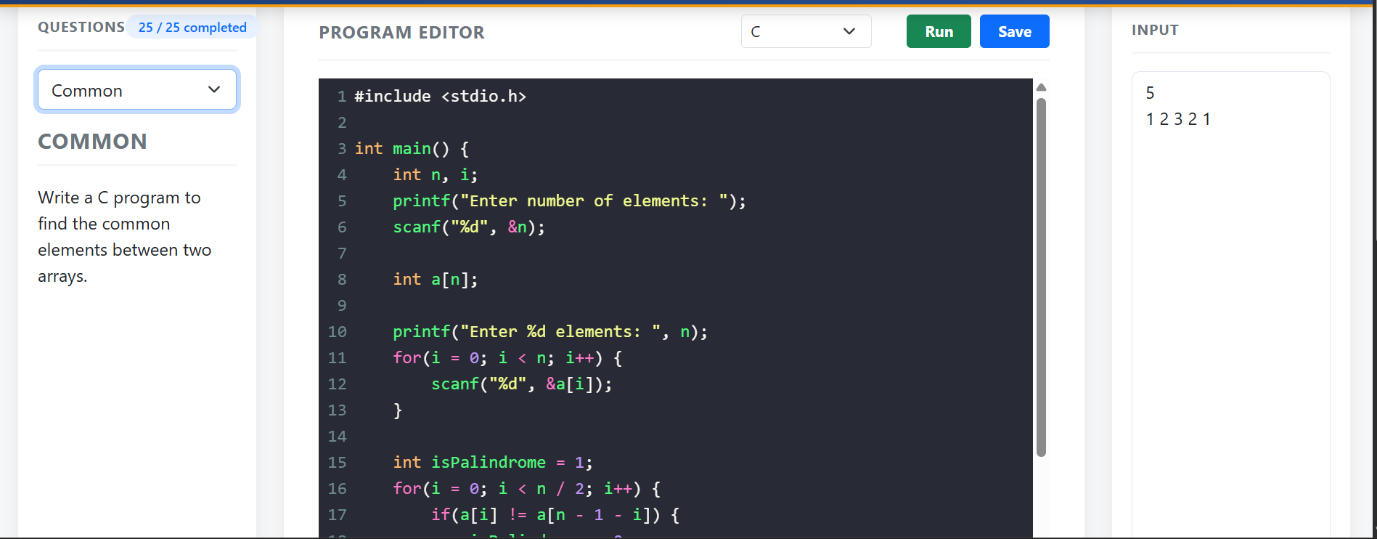 QUESTIONS 25 / 25 completed
Common
COMMON
Write a C program to
find the common
elements between two
arrays.
PROGRAM EDITOR C Run Save
1 #include <stdio.h>
2
3 int main() {
4     int n, i;
5     printf("Enter number of elements: ");
6     scanf("%d", &n);
7
8     int a[n];
9
10     printf("Enter %d elements: ", n);
11     for(i = 0; i < n; i++) {
12         scanf("%d", &a[i]);
13     }
14
15     int isPalindrome = 1;
16     for(i = 0; i < n / 2; i++) {
17         if(a[i] != a[n - 1 - i]) {
INPUT
5
1 2 3 2 1